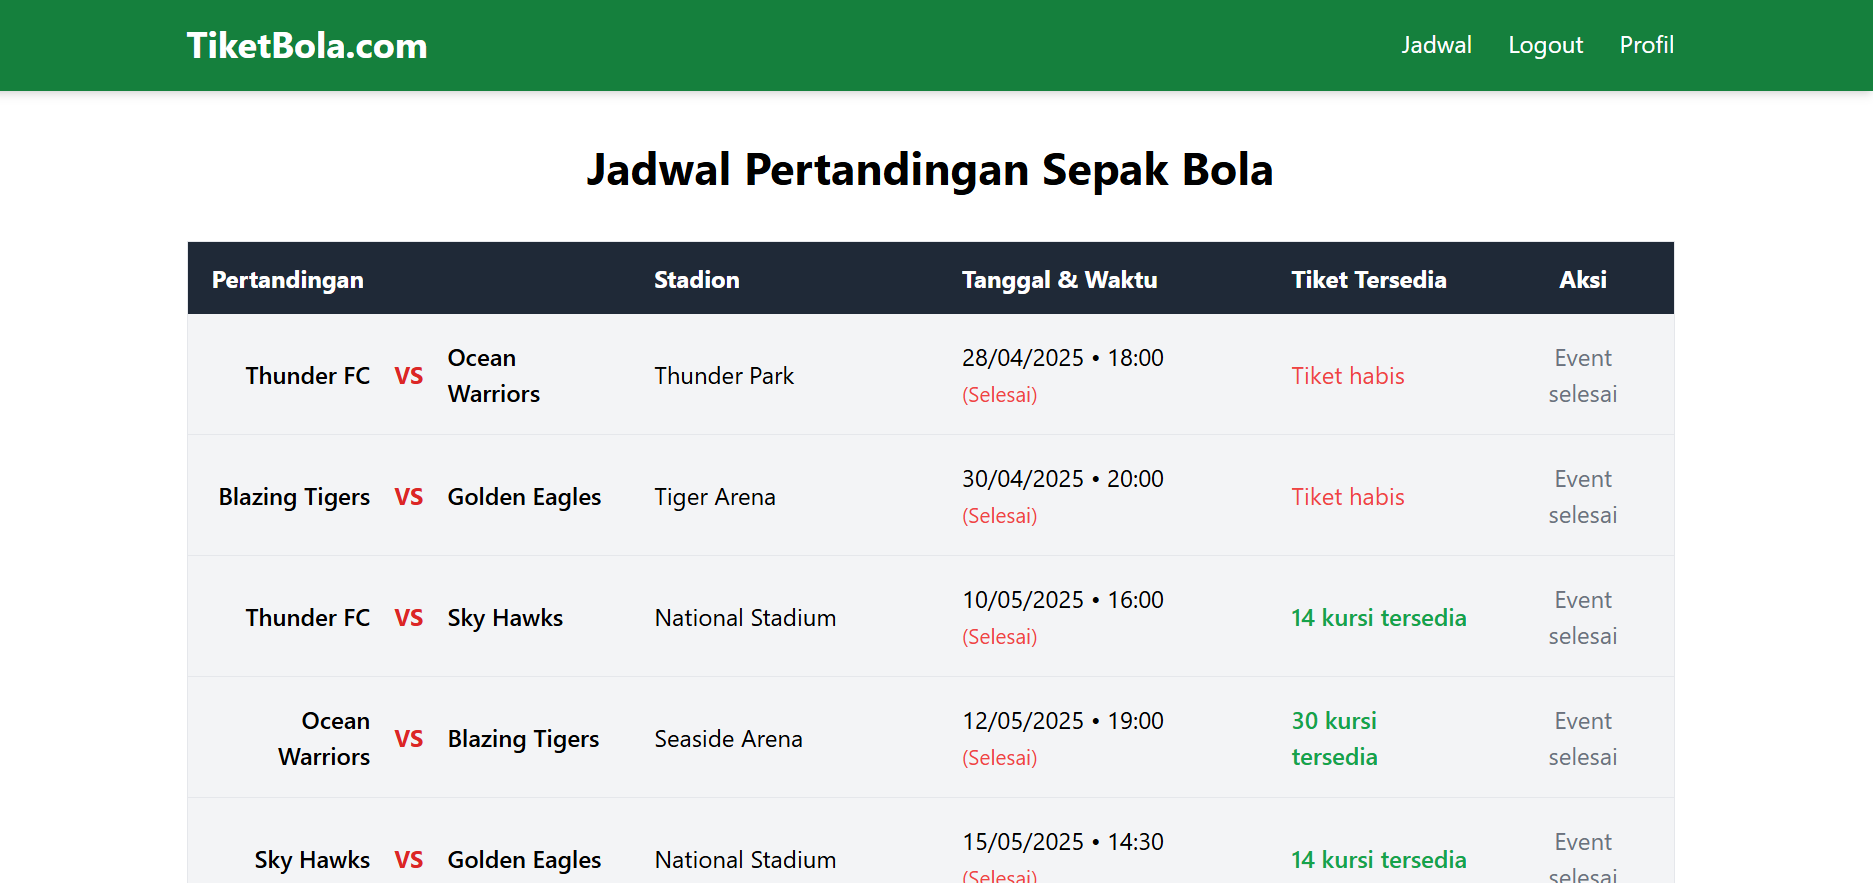 TiketBola.com
Jadwal Logout Profil
Jadwal Pertandingan Sepak Bola
Pertandingan Stadion Tanggal & Waktu Tiket Tersedia Aksi
Thunder FC VS Ocean Warriors Thunder Park 28/04/2025 • 18:00 (Selesai) Tiket habis Event selesai
Blazing Tigers VS Golden Eagles Tiger Arena 30/04/2025 • 20:00 (Selesai) Tiket habis Event selesai
Thunder FC VS Sky Hawks National Stadium 10/05/2025 • 16:00 (Selesai) 14 kursi tersedia Event selesai
Ocean Warriors VS Blazing Tigers Seaside Arena 12/05/2025 • 19:00 (Selesai) 30 kursi tersedia Event selesai
Sky Hawks VS Golden Eagles National Stadium 15/05/2025 • 14:30 (Selesai) 14 kursi tersedia Event selesai